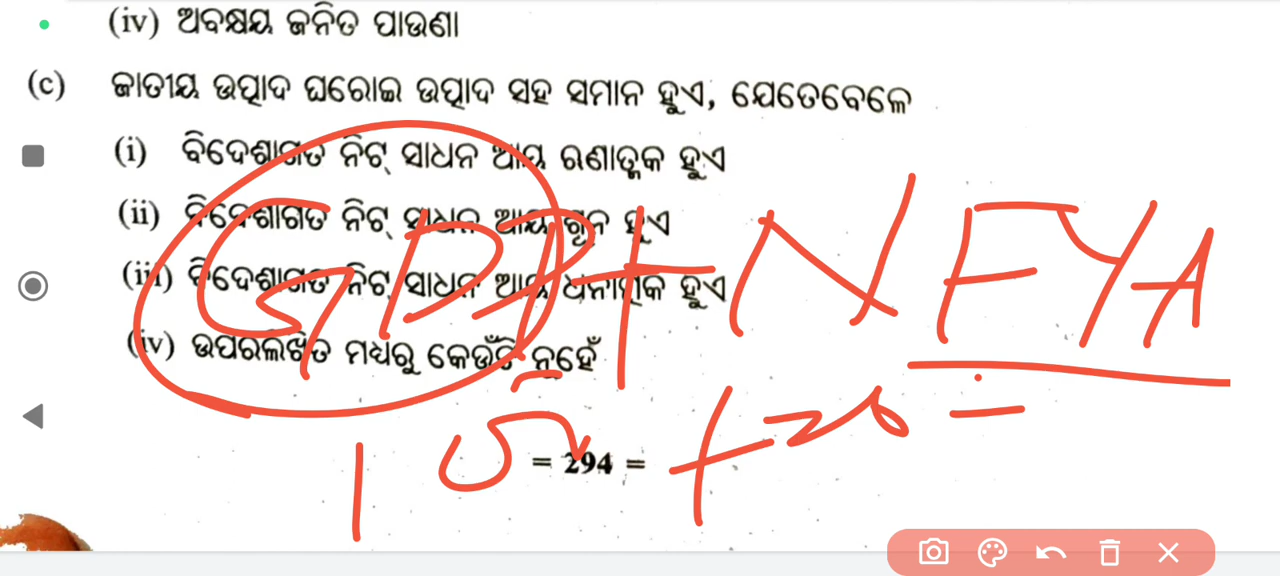 (iv) ଅବକ୍ଷୟ ଜନିତ ପାଉଣା
(c) ଜାତୀୟ ଉତ୍ପାଦ ଘରୋଇ ଉତ୍ପାଦ ସହ ସମାନ ହୁଏ, ଯେତେବେଳେ
(i) ବିଦେଶାଗତ ନିଟ୍ ସାଧନ ଆୟ ଋଣାତ୍ମକ ହୁଏ
(ii) ବିଦେଶାଗତ ନିଟ୍ ସାଧନ ଆୟ ଶୂନ ହୁଏ
(iii) ବିଦେଶାଗତ ନିଟ୍ ସାଧନ ଆୟ ଧନାତ୍ମକ ହୁଏ
(iv) ଉପରଲିଖିତ ମଧ୍ଯରୁ କେଉଁଟି ନୁହେଁ
GDP + NFYA
= 294 =